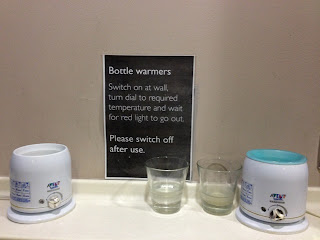 Bottle warmers
Switch on at wall,
turn dial to required
temperature and wait
for red light to go out.
Please switch off
after use.